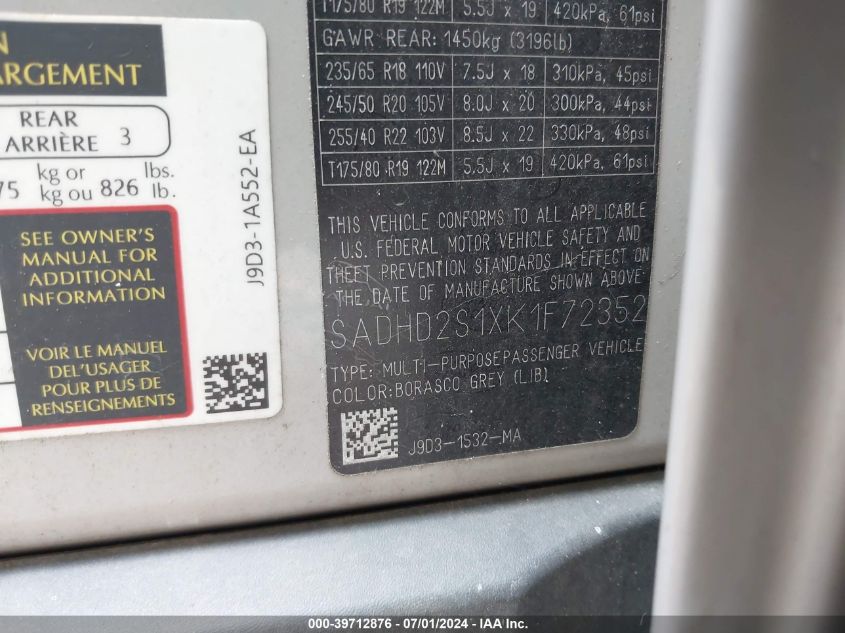 N
ARGEMENT
REAR
ARRIÈRE 3
75 kg or lbs.
kg ou 826 lb.
SEE OWNER'S
MANUAL FOR
ADDITIONAL
INFORMATION
VOIR LE MANUEL
DEL'USAGER
POUR PLUS DE
RENSEIGNEMENTS
J9D3-1A552-EA
T175/80 R19 122M 5.5J x 19 420kPa, 61psi
GAWR REAR: 1450kg (3196lb)
235/65 R18 110V 7.5J x 18 310kPa, 45psi
245/50 R20 105V 8.0J x 20 300kPa, 44psi
255/40 R22 103V 8.5J x 22 330kPa, 48psi
T175/80 R19 122M 5.5J x 19 420kPa, 61psi
THIS VEHICLE CONFORMS TO ALL APPLICABLE
U.S. FEDERAL MOTOR VEHICLE SAFETY AND
THEFT PREVENTION STANDARDS IN EFFECT ON
THE DATE OF MANUFACTURE SHOWN ABOVE
SADHD2S1XK1F72352
TYPE: MULTI-PURPOSEPASSENGER VEHICLE
COLOR:BORASCO GREY (LIB)
J9D3-1532-MA
000-39712876 - 07/01/2024 - © IAA, LLC